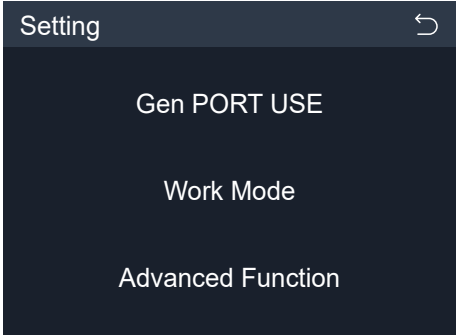 Setting
Gen PORT USE
Work Mode
Advanced Function